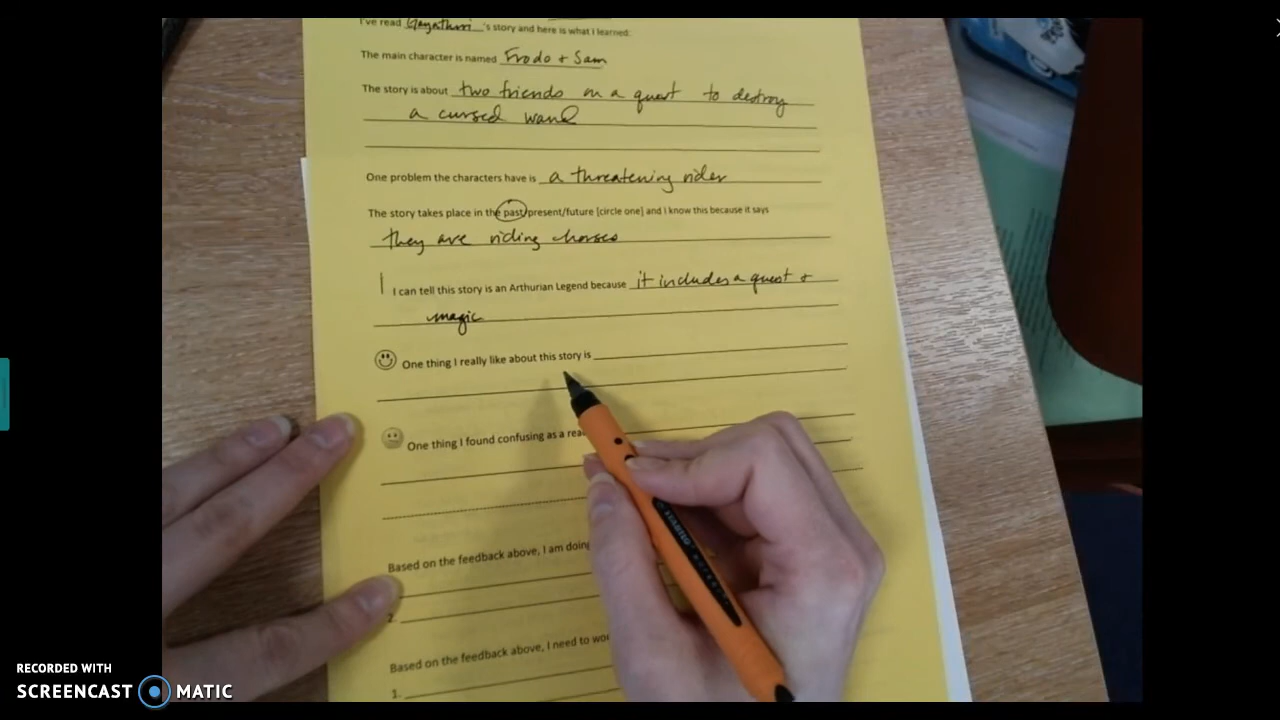 I've read Gayathuri's story and here is what I learned:
The main character is named Frodo + Sam
The story is about two friends on a quest to destroy
a cursed wand
One problem the characters have is a threatening rider
The story takes place in the past/present/future [circle one] and I know this because it says
they are riding horses
I can tell this story is an Arthurian Legend because it includes a quest +
magic
One thing I really like about this story is
One thing I found confusing as a rea
Based on the feedback above, I am doing
2.
Based on the feedback above, I need to wo
1.
RECORDED WITH
SCREENCAST MATIC